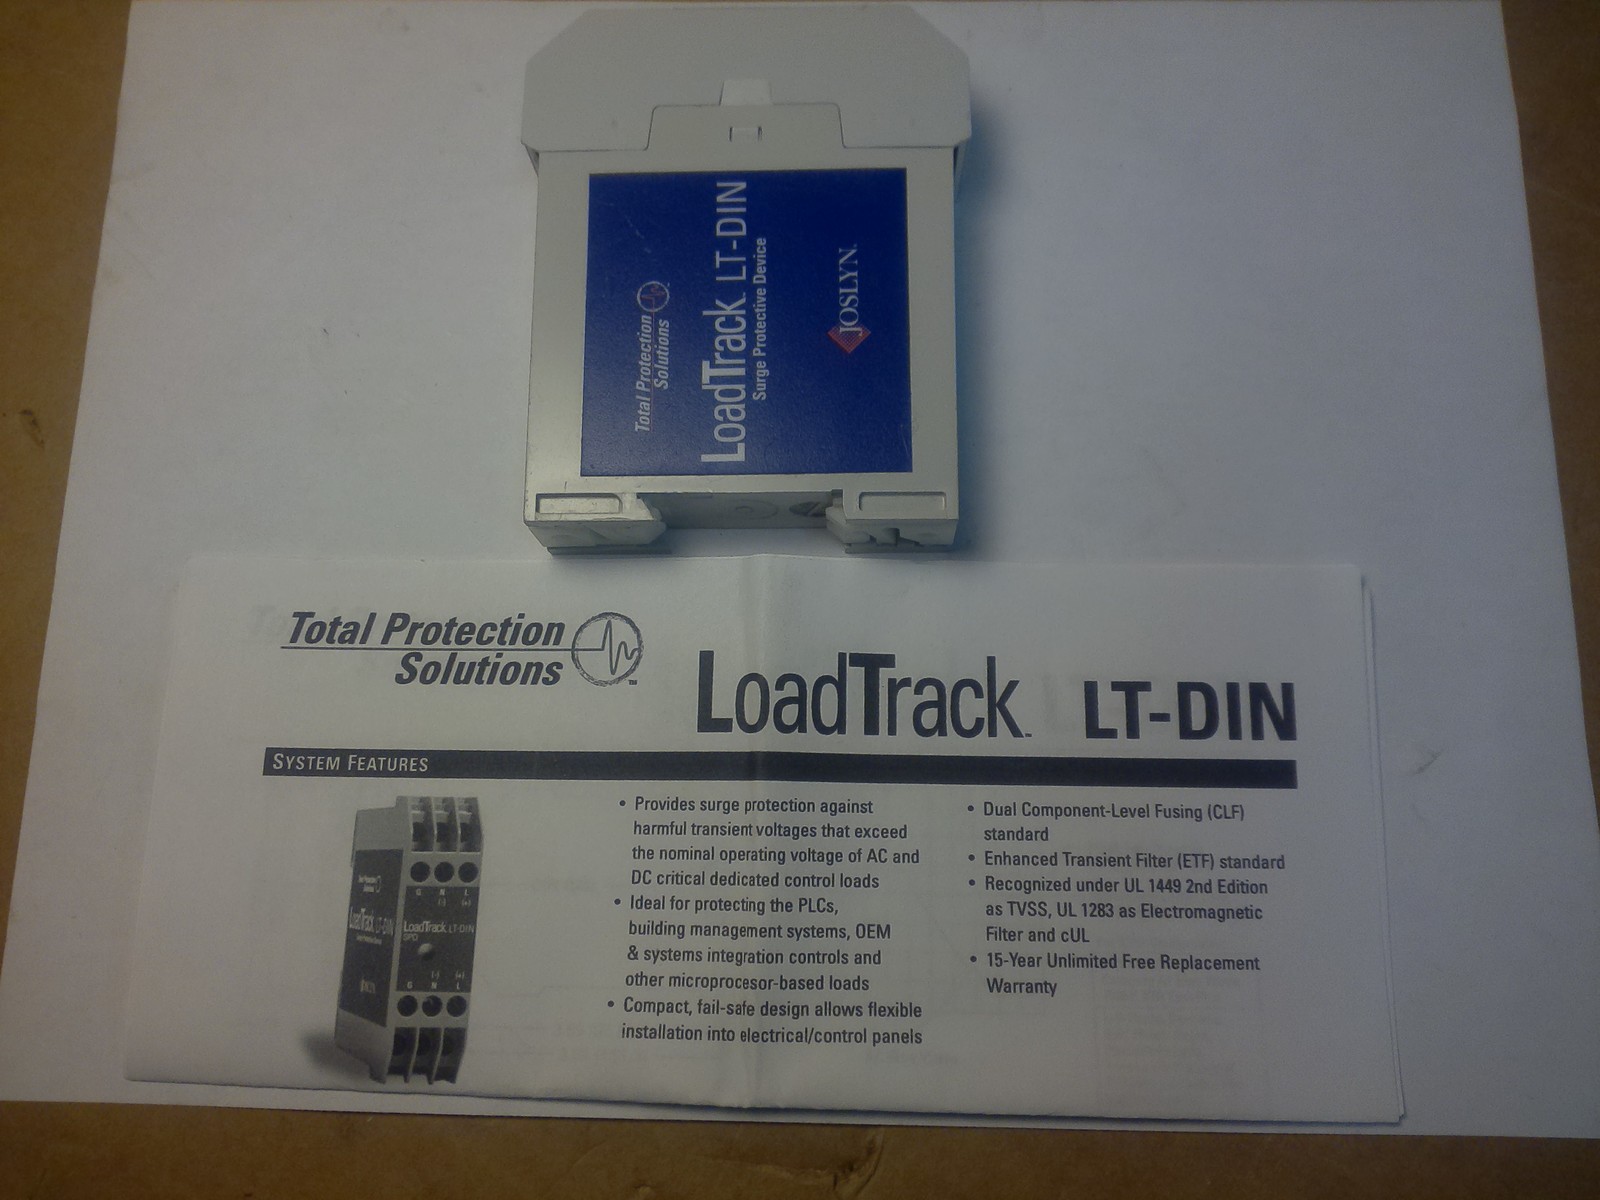 Total Protection
Solutions
LoadTrack LT-DIN
Surge Protective Device
JOSLYN
Total Protection
Solutions
TM
LoadTrack LT-DIN
SYSTEM FEATURES
• Provides surge protection against
harmful transient voltages that exceed
the nominal operating voltage of AC and
DC critical dedicated control loads
• Ideal for protecting the PLCs,
building management systems, OEM
& systems integration controls and
other microprocesor-based loads
• Compact, fail-safe design allows flexible
installation into electrical/control panels
• Dual Component-Level Fusing (CLF)
standard
• Enhanced Transient Filter (ETF) standard
• Recognized under UL 1449 2nd Edition
as TVSS, UL 1283 as Electromagnetic
Filter and cUL
• 15-Year Unlimited Free Replacement
Warranty
G N L
(-) (+)
LoadTrack LT-DIN
SPD
(-) (+)
G N L
LoadTrack LT-DIN